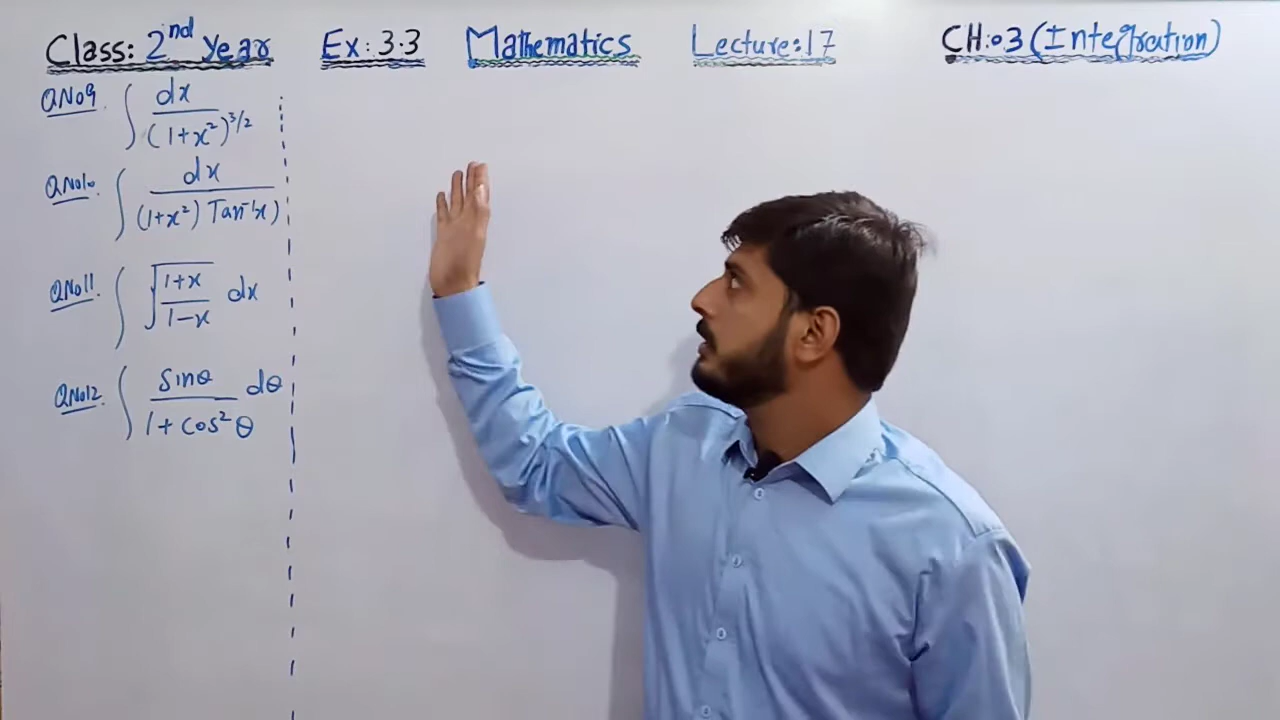 Class: 2nd Year Ex: 3.3 Mathematics Lecture: 17 CH:03 (Integration)
QNo9. ∫ dx / (1+x²)^3/2
QNo10. ∫ dx / (1+x²) Tan⁻¹x)
QNo11. ∫ √(1+x / 1-x) dx
QNo12. ∫ Sinθ / 1+cos²θ dθ